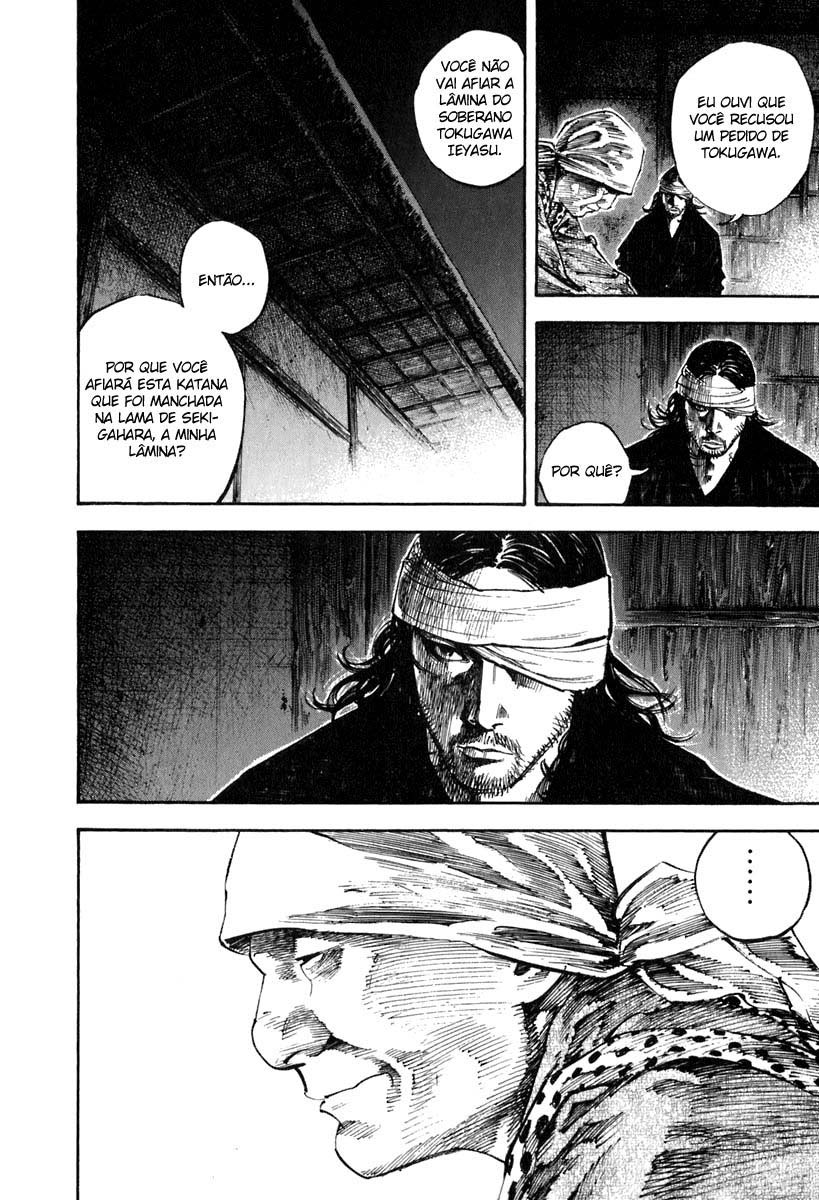 EU OUVI QUE
VOCÊ RECUSOU
UM PEDIDO DE
TOKUGAWA.
POR QUÊ?
VOCÊ NÃO
VAI AFIAR A
LÂMINA DO
SOBERANO
TOKUGAWA
IEYASU.
ENTÃO...
POR QUE VOCÊ
AFIARÁ ESTA KATANA
QUE FOI MANCHADA
NA LAMA DE SEKI-
GAHARA, A MINHA
LÂMINA?
......